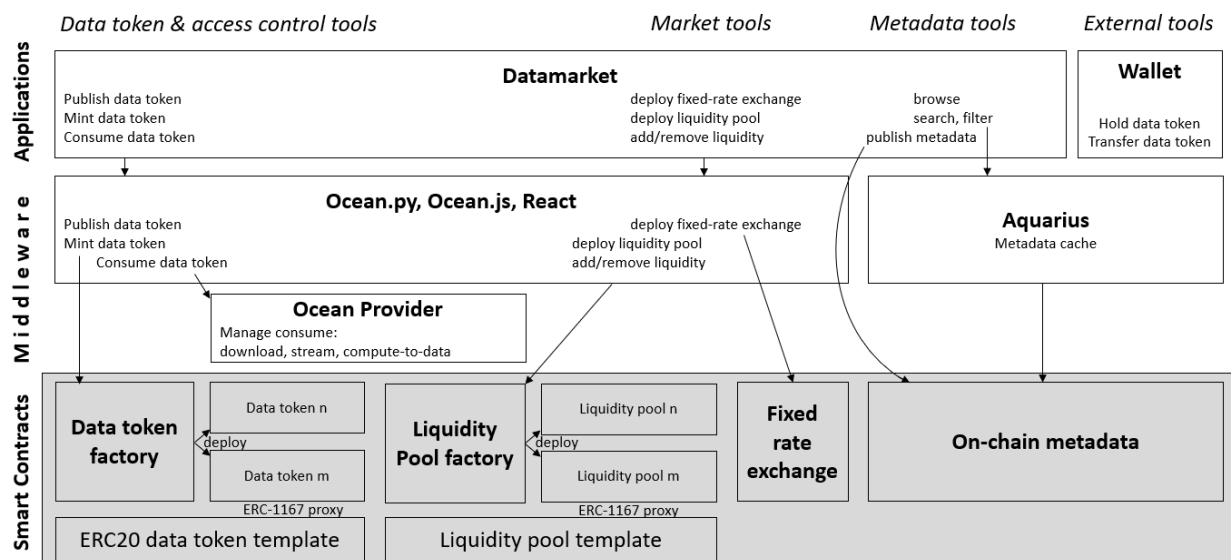 Data token & access control tools
Market tools
Metadata tools
External tools
Applications
Datamarket
Publish data token
Mint data token
Consume data token
deploy fixed-rate exchange
deploy liquidity pool
add/remove liquidity
browse
search, filter
publish metadata
Wallet
Hold data token
Transfer data token
Middleware
Ocean.py, Ocean.js, React
Publish data token
Mint data token
Consume data token
deploy fixed-rate exchange
deploy liquidity pool
add/remove liquidity
Aquarius
Metadata cache
Ocean Provider
Manage consume:
download, stream, compute-to-data
Smart Contracts
Data token
factory
deploy
Data token n
Data token m
ERC-1167 proxy
ERC20 data token template
Liquidity
Pool factory
deploy
Liquidity pool n
Liquidity pool m
ERC-1167 proxy
Liquidity pool template
Fixed
rate
exchange
On-chain metadata